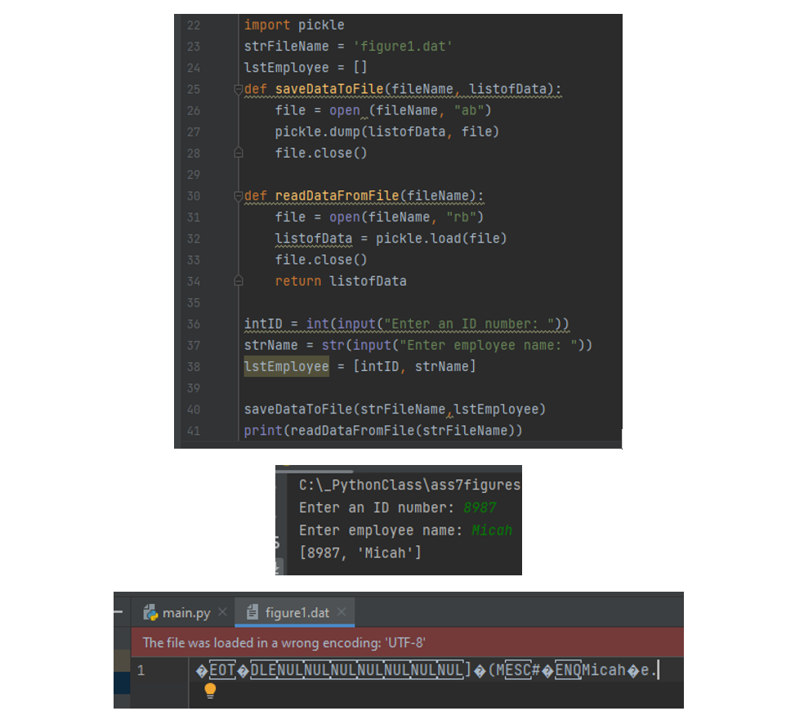 22 import pickle
23 strFileName = 'figure1.dat'
24 lstEmployee = []
25 def saveDataToFile(fileName, listofData):
26 file = open (fileName, "ab")
27 pickle.dump(listofData, file)
28 file.close()
29
30 def readDataFromFile(fileName):
31 file = open(fileName, "rb")
32 listofData = pickle.load(file)
33 file.close()
34 return listofData
35
36 intID = int(input("Enter an ID number: "))
37 strName = str(input("Enter employee name: "))
38 lstEmployee = [intID, strName]
39
40 saveDataToFile(strFileName,lstEmployee)
41 print(readDataFromFile(strFileName))
C:\_PythonClass\ass7figures
Enter an ID number: 8987
Enter employee name: Micah
[8987, 'Micah']
main.py × figure1.dat ×
The file was loaded in a wrong encoding: 'UTF-8'
1 �EOT�DLENULNULNULNULNULNULNUL]�(MESC#�ENQMicah�e.